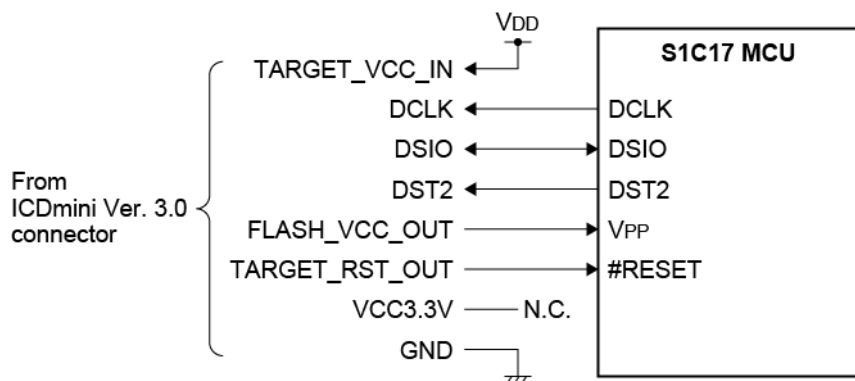 VDD
S1C17 MCU
TARGET_VCC_IN
DCLK DCLK
DSIO DSIO
DST2 DST2
From
ICDmini Ver. 3.0
connector
FLASH_VCC_OUT VPP
TARGET_RST_OUT #RESET
VCC3.3V N.C.
GND